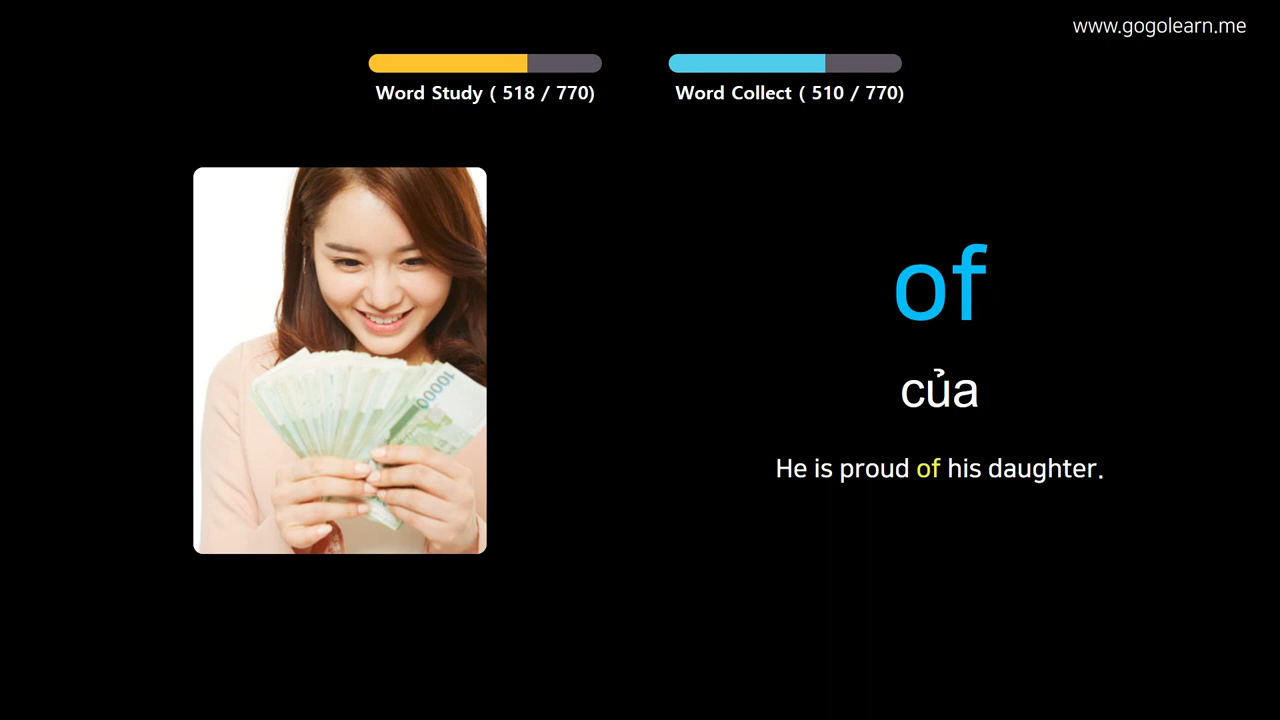 www.gogolearn.me
Word Study ( 518 / 770)
Word Collect ( 510 / 770)
10000
of
của
He is proud of his daughter.